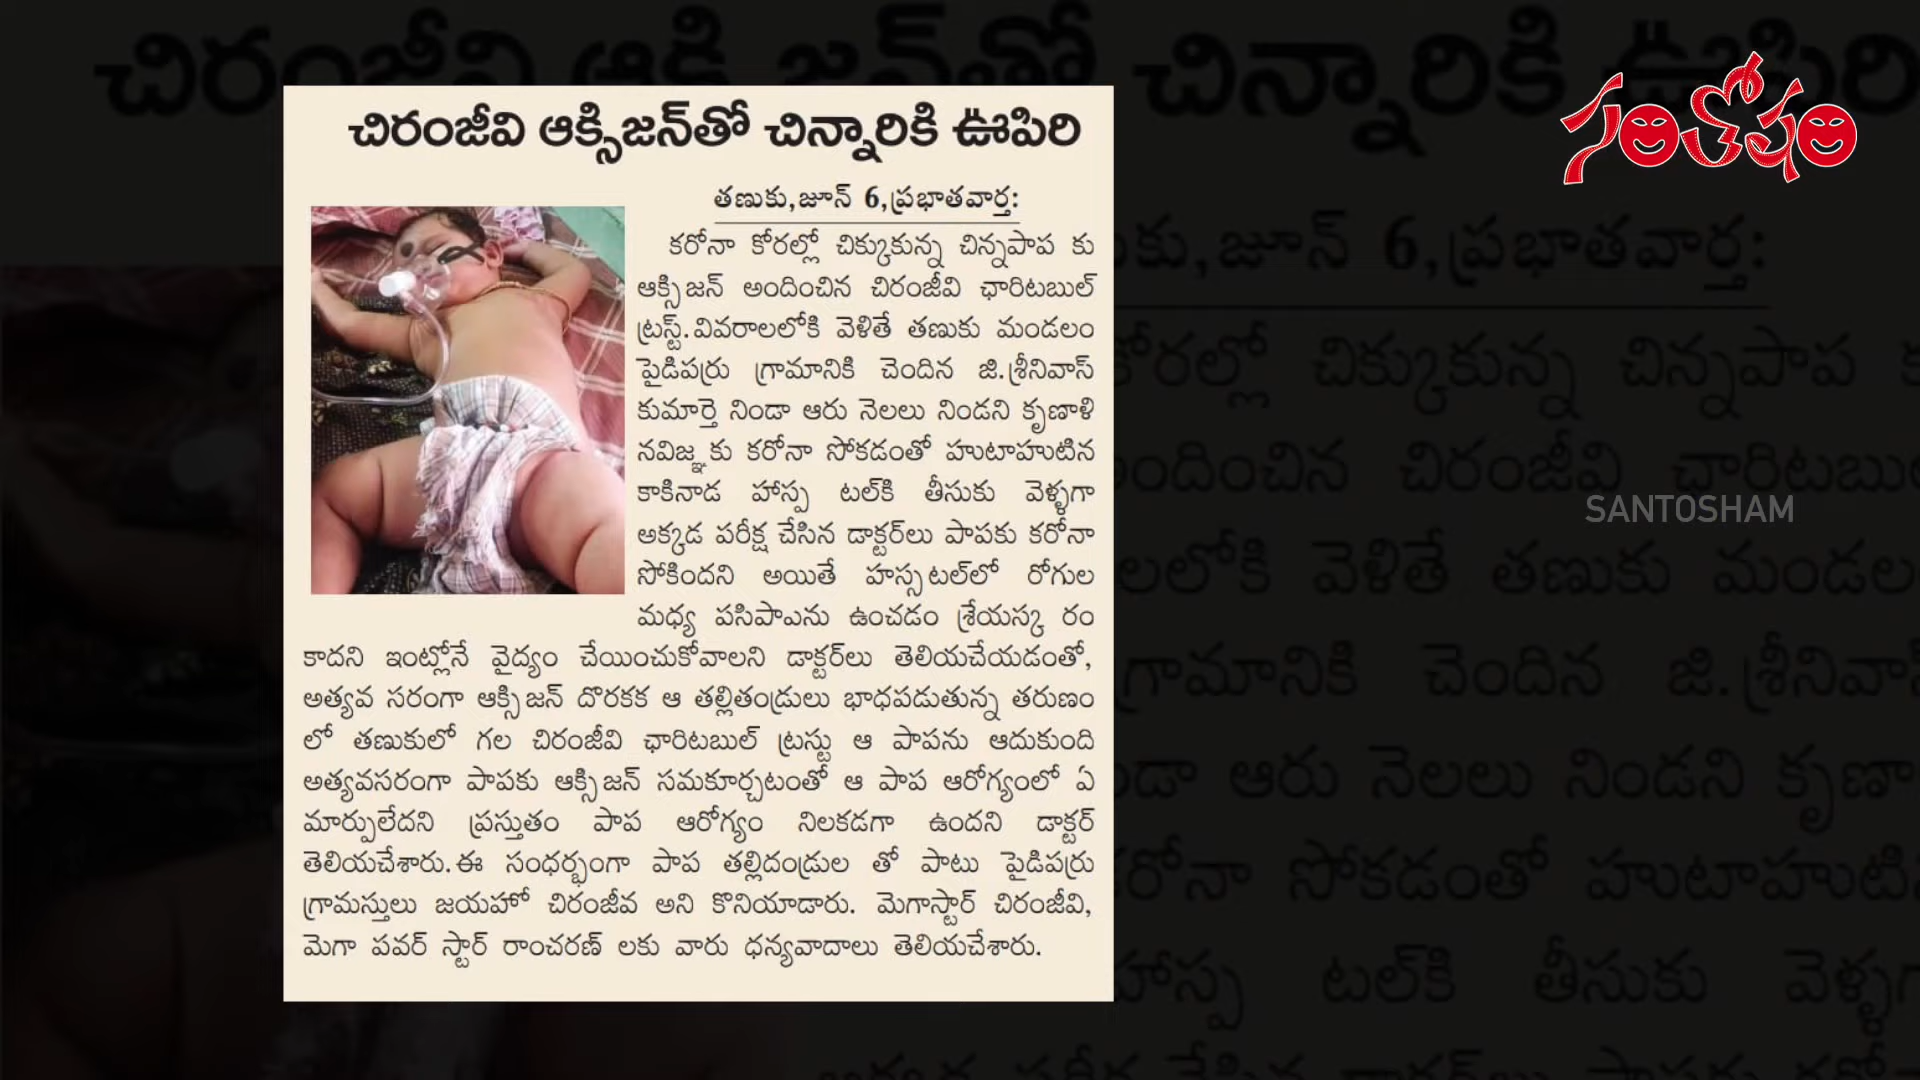 చిరంజీవి ఆక్సిజన్‌తో చిన్నారికి ఊపిరి
సంతోషం
తణుకు,జూన్ 6,ప్రభాతవార్త:
కరోనా కోరల్లో చిక్కుకున్న చిన్నపాప కు
ఆక్సిజన్ అందించిన చిరంజీవి ఛారిటబుల్
ట్రస్ట్.వివరాలలోకి వెళితే తణుకు మండలం
పైడిపర్రు గ్రామానికి చెందిన జి.శ్రీనివాస్
కుమార్తె నిండా ఆరు నెలలు నిండని కృణాళి
నవిజ్ఞకు కరోనా సోకడంతో హుటాహుటిన
కాకినాడ హాస్ప టల్‌కి తీసుకు వెళ్ళగా
అక్కడ పరీక్ష చేసిన డాక్టర్‌లు పాపకు కరోనా
సోకిందని అయితే హస్పటల్‌లో రోగుల
మధ్య పసిపాఎను ఉంచడం శ్రేయస్క రం
కాదని ఇంట్లోనే వైద్యం చేయించుకోవాలని డాక్టర్‌లు తెలియచేయడంతో,
అత్యవ సరంగా ఆక్సిజన్ దొరకక ఆ తల్లితండ్రులు భాధపడుతున్న తరుణం
లో తణుకులో గల చిరంజీవి ఛారిటబుల్ ట్రస్టు ఆ పాపను ఆదుకుంది
అత్యవసరంగా పాపకు ఆక్సిజన్ సమకూర్చటంతో ఆ పాప ఆరోగ్యంలో ఏ
మార్పులేదని ప్రస్తుతం పాప ఆరోగ్యం నిలకడగా ఉందని డాక్టర్
తెలియచేశారు.ఈ సంధర్భంగా పాప తల్లిదండ్రుల తో పాటు పైడిపర్రు
గ్రామస్తులు జయహో చిరంజీవ అని కొనియాడారు. మెగాస్టార్ చిరంజీవి,
మెగా పవర్ స్టార్ రాంచరణ్ లకు వారు ధన్యవాదాలు తెలియచేశారు.
SANTOSHAM